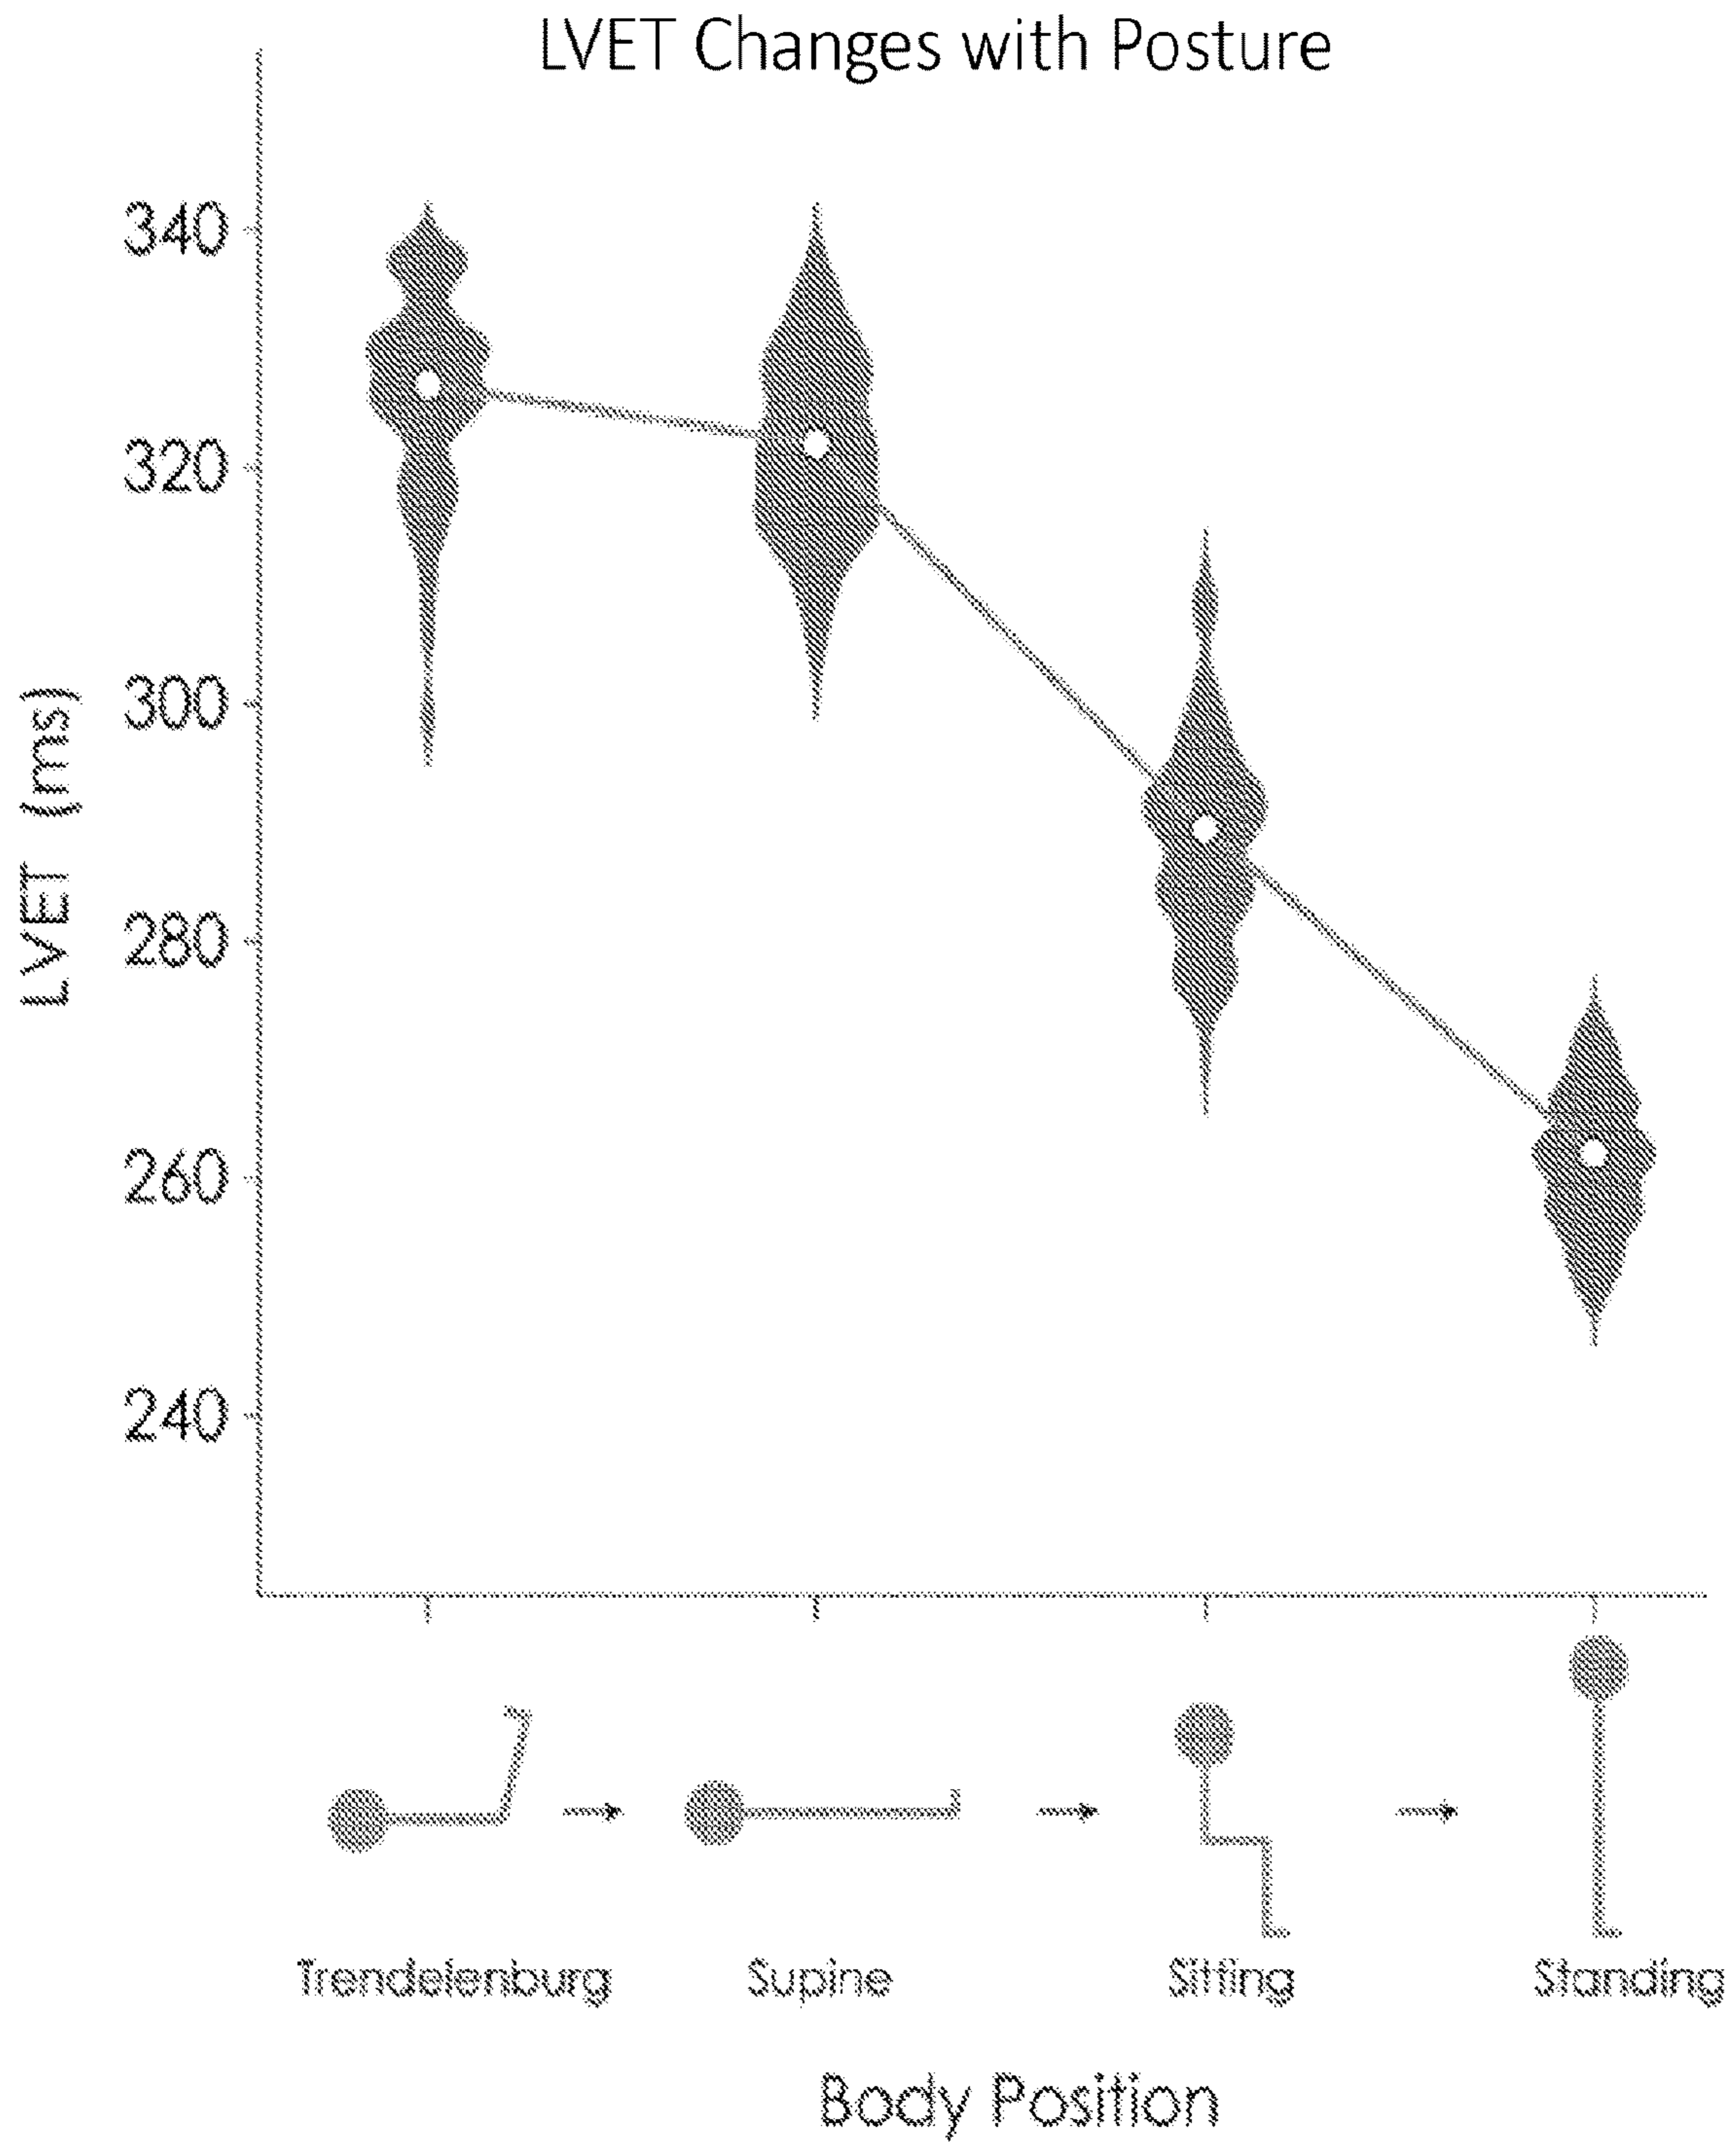 LVET Changes with Posture
340
320
300
280
260
240
LVET (ms)
Trendelenburg Supine Sitting Standing
Body Position